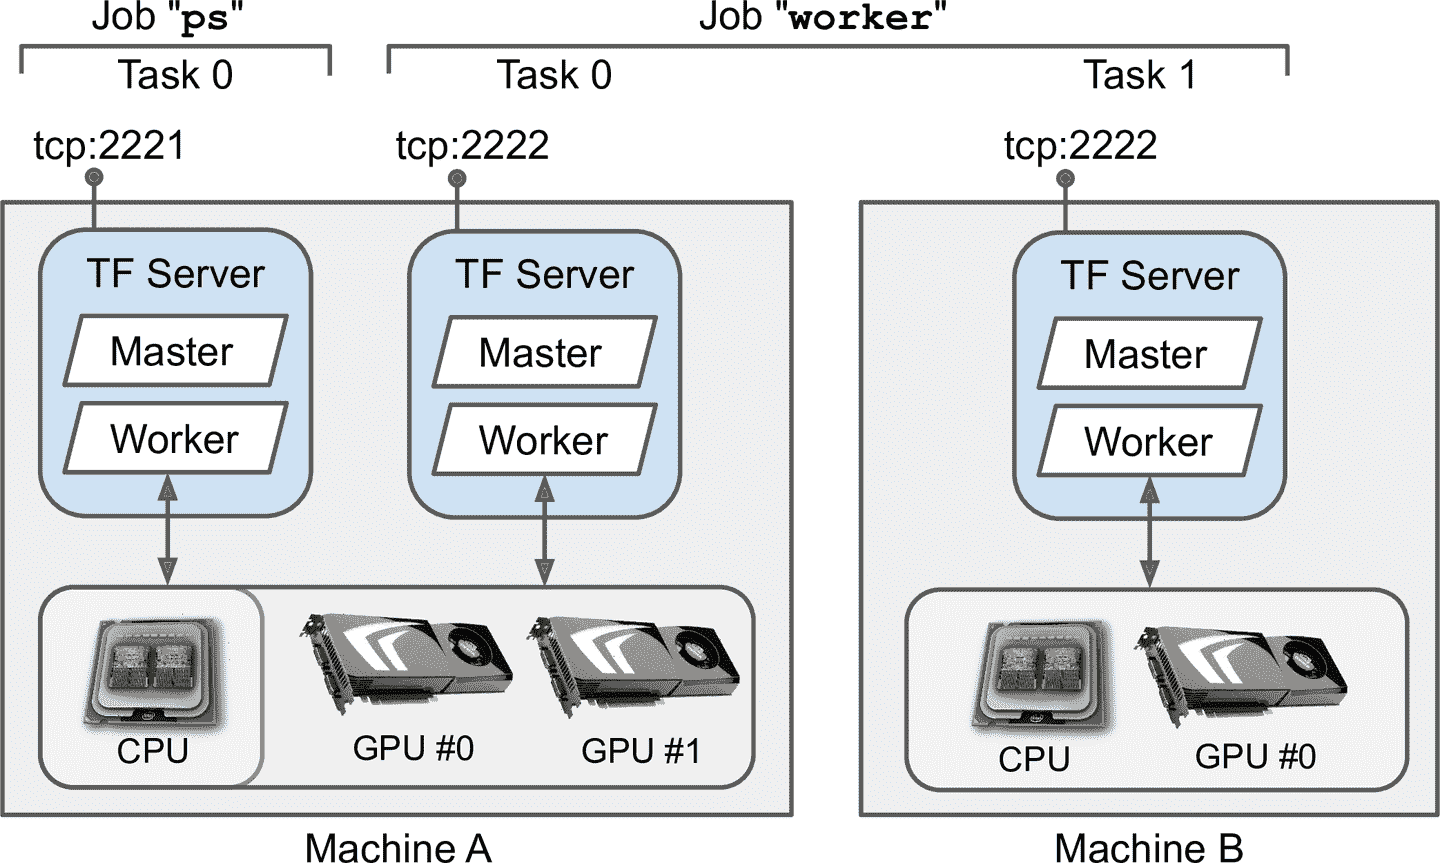 Job "ps"
Job "worker"
Task 0
Task 0
Task 1
tcp:2221
tcp:2222
tcp:2222
TF Server
Master
Worker
TF Server
Master
Worker
TF Server
Master
Worker
CPU
GPU #0
GPU #1
CPU
GPU #0
Machine A
Machine B